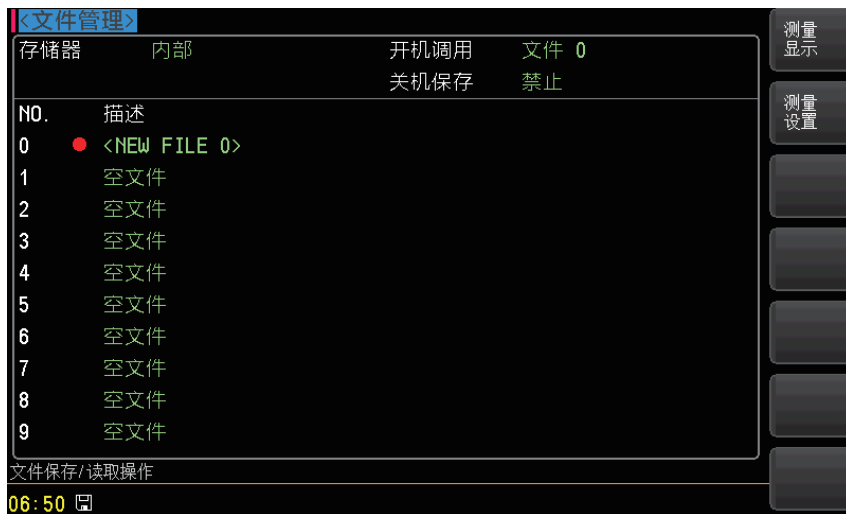 <文件管理>
存储器 内部 开机调用 文件 0
关机保存 禁止
NO. 描述
0 <NEW FILE 0>
1 空文件
2 空文件
3 空文件
4 空文件
5 空文件
6 空文件
7 空文件
8 空文件
9 空文件
文件保存/读取操作
06:50
测量
显示
测量
设置